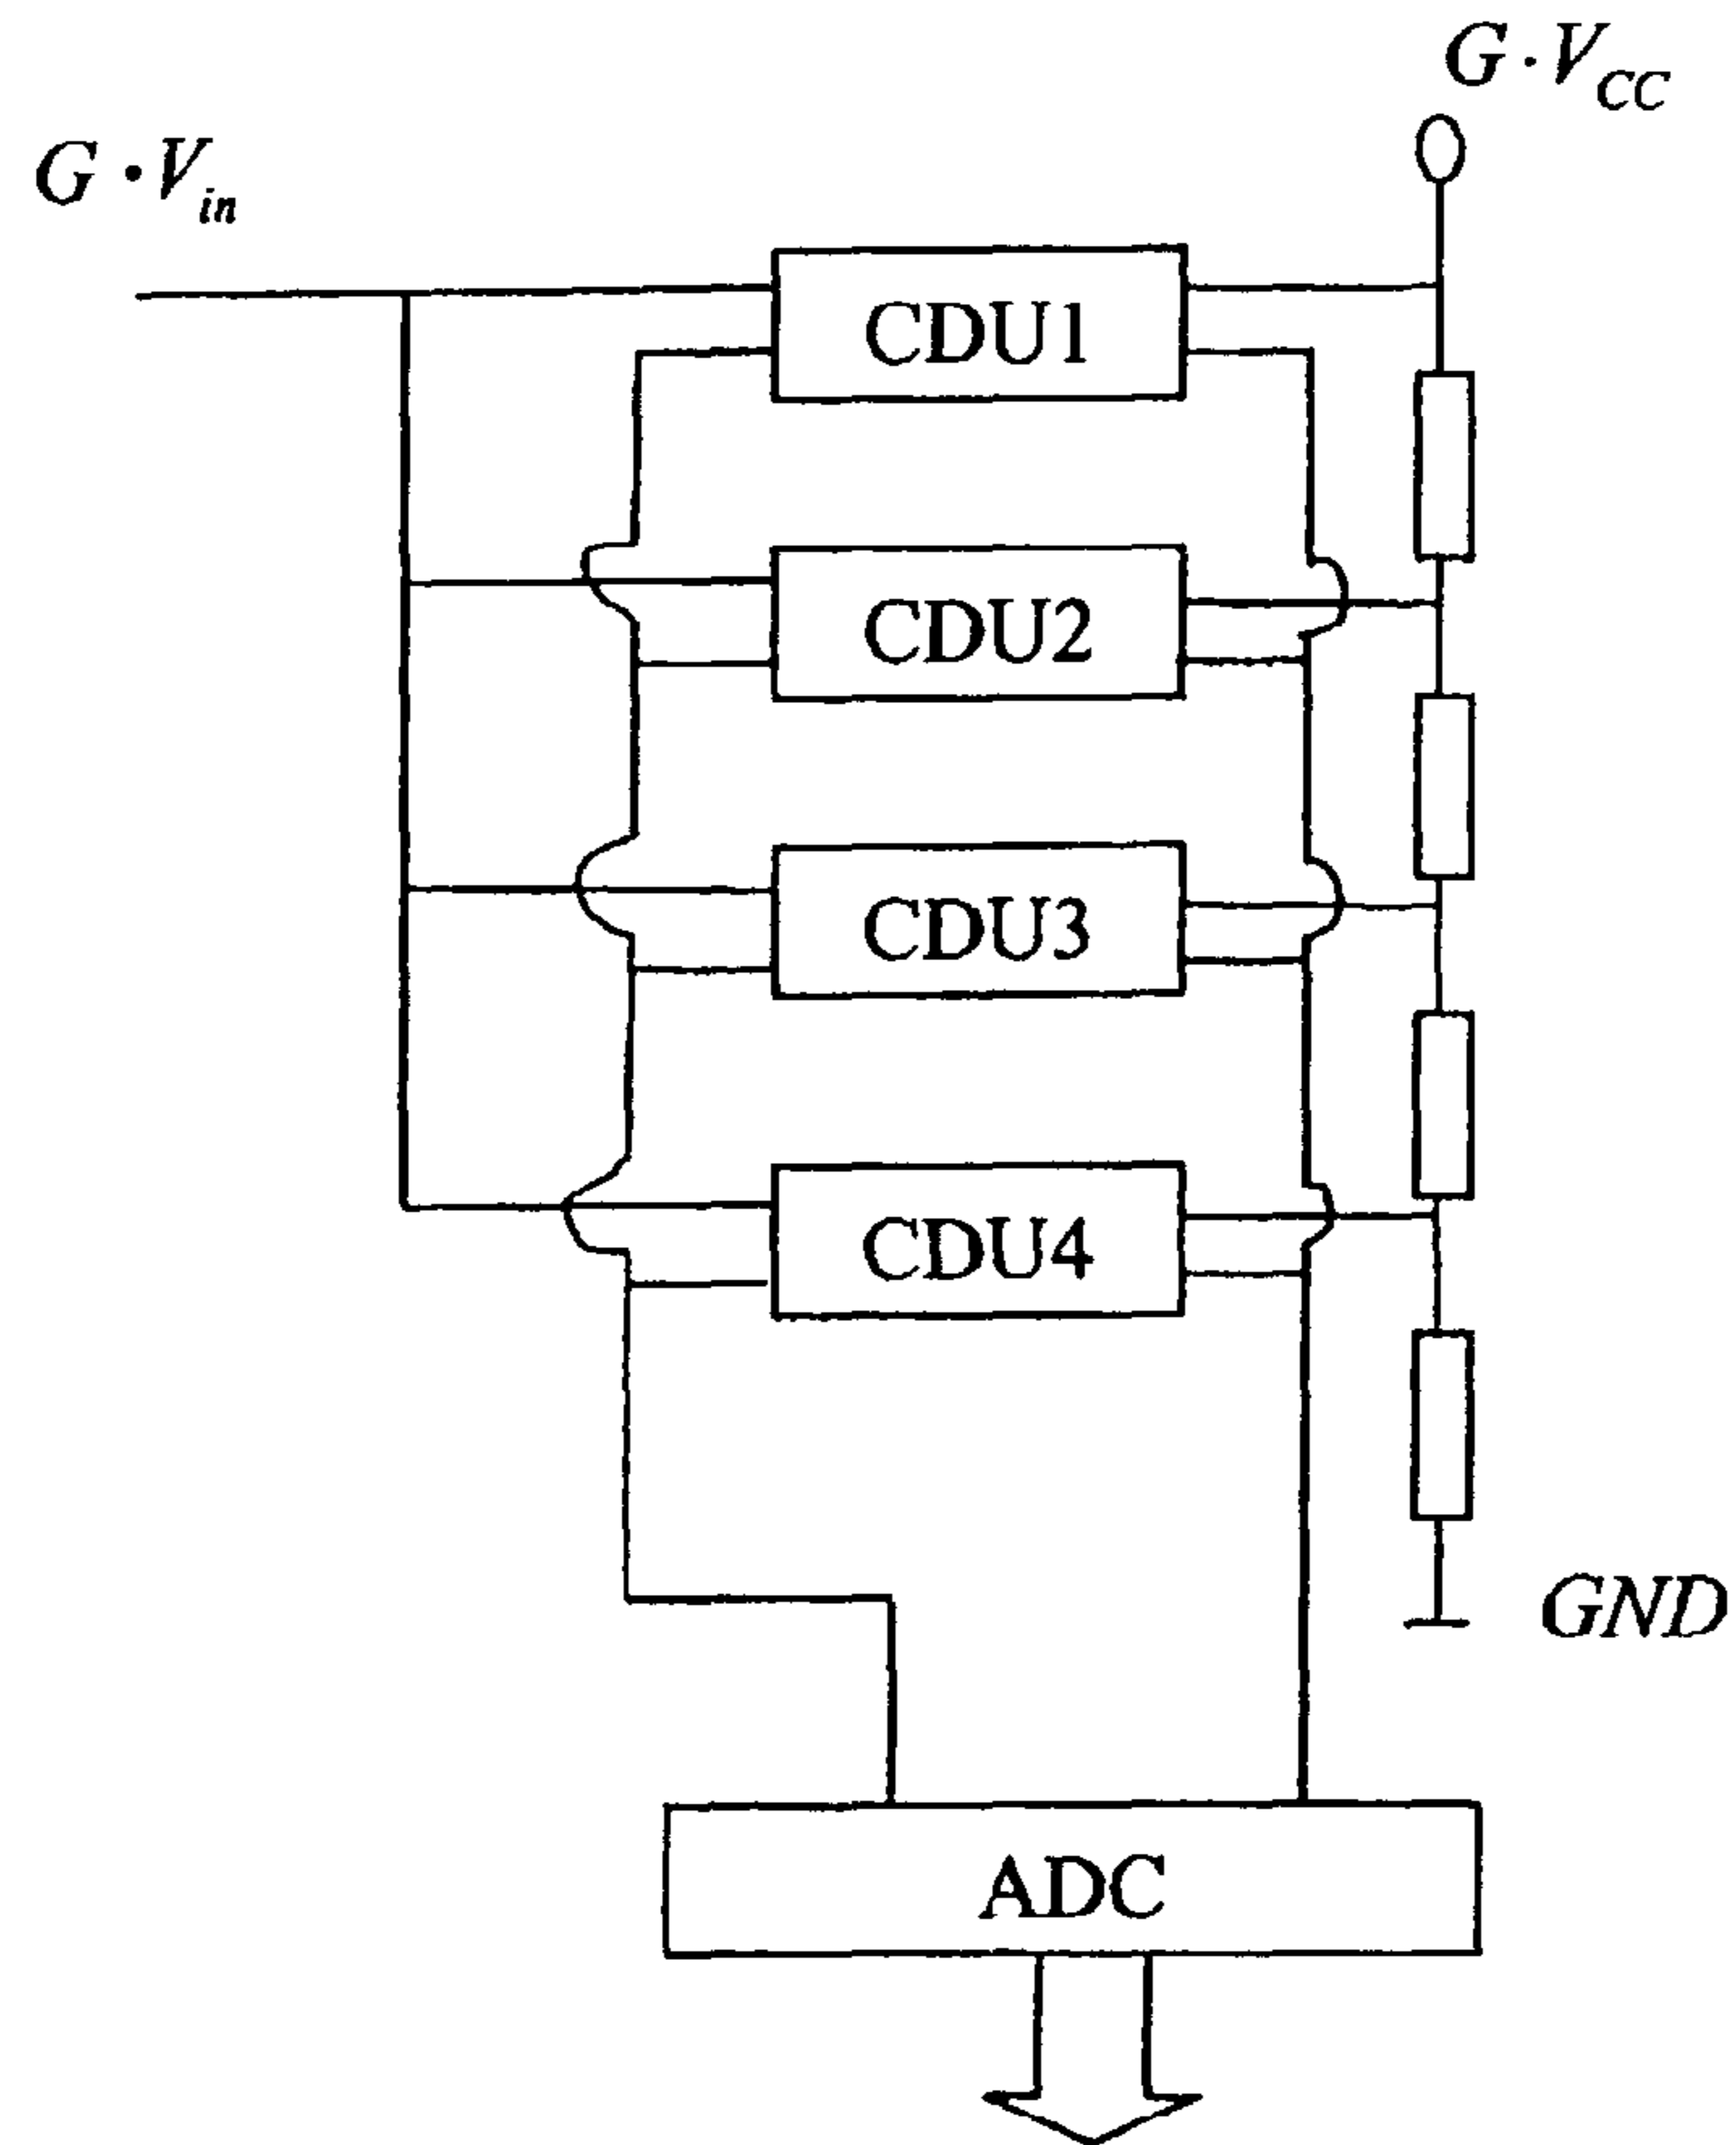 G · V_CC
G · V_in
CDU1
CDU2
CDU3
CDU4
GND
ADC